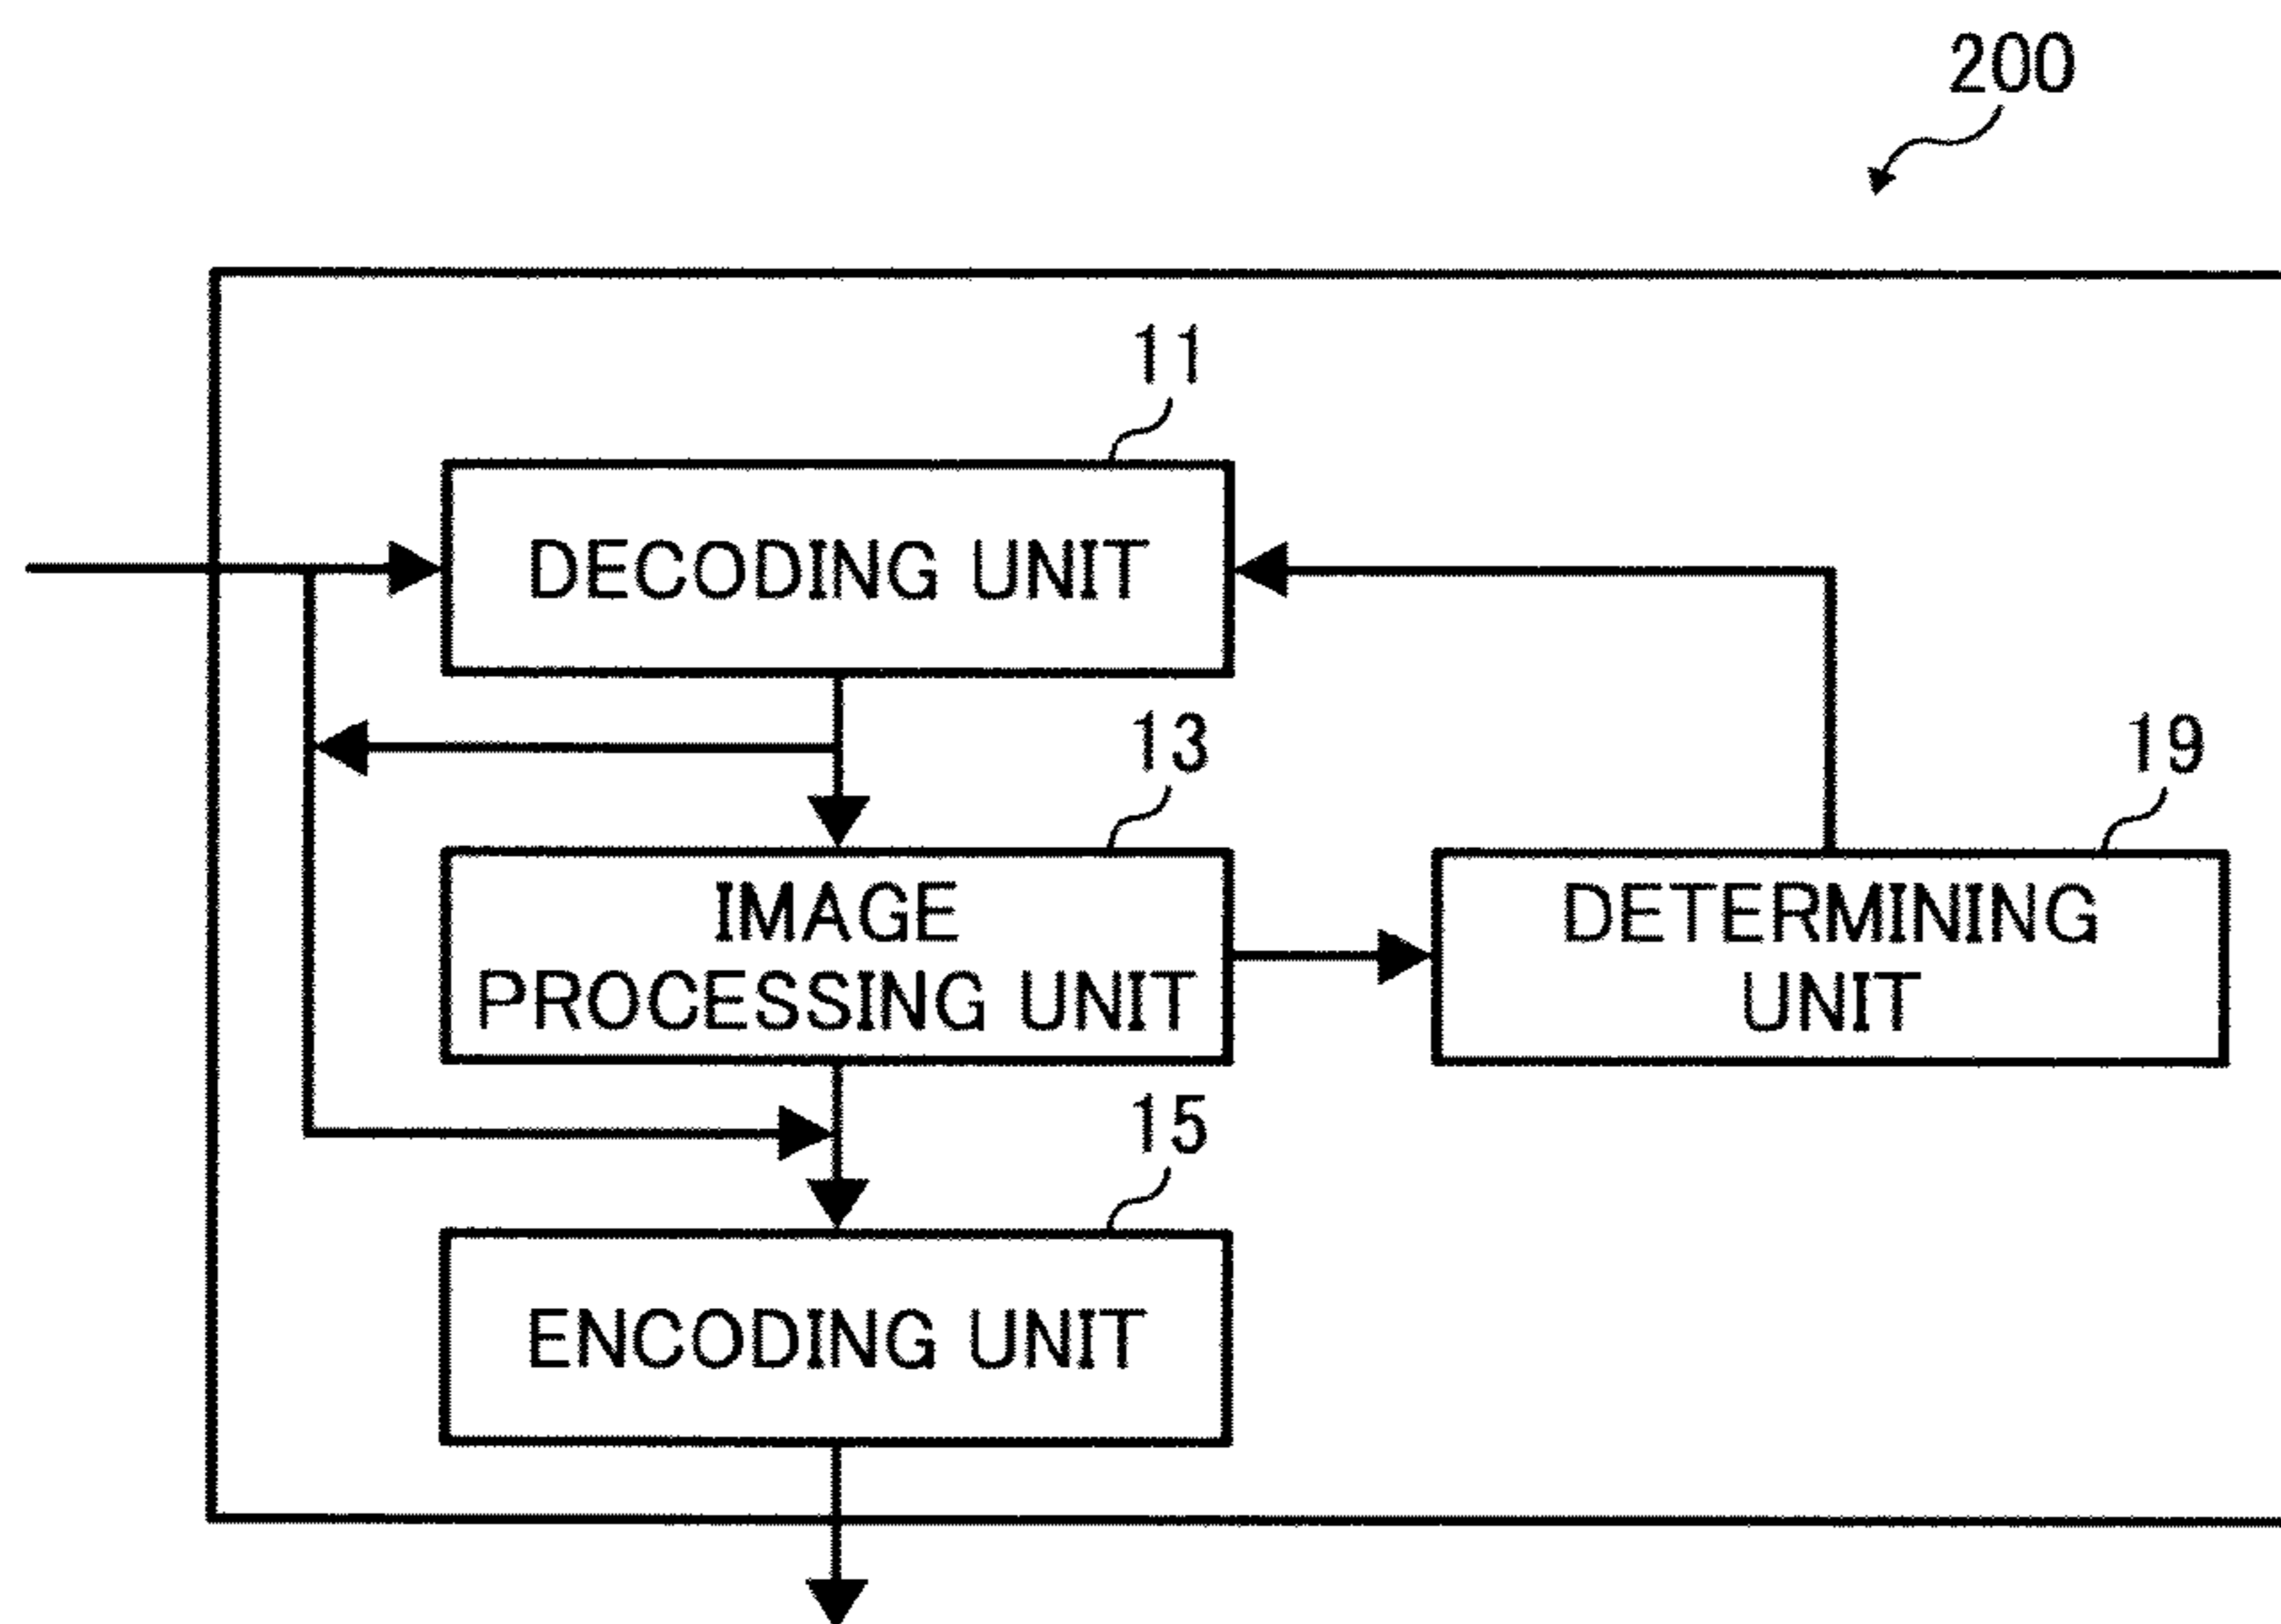 200
11
DECODING UNIT
13
19
IMAGE
PROCESSING UNIT
DETERMINING
UNIT
15
ENCODING UNIT